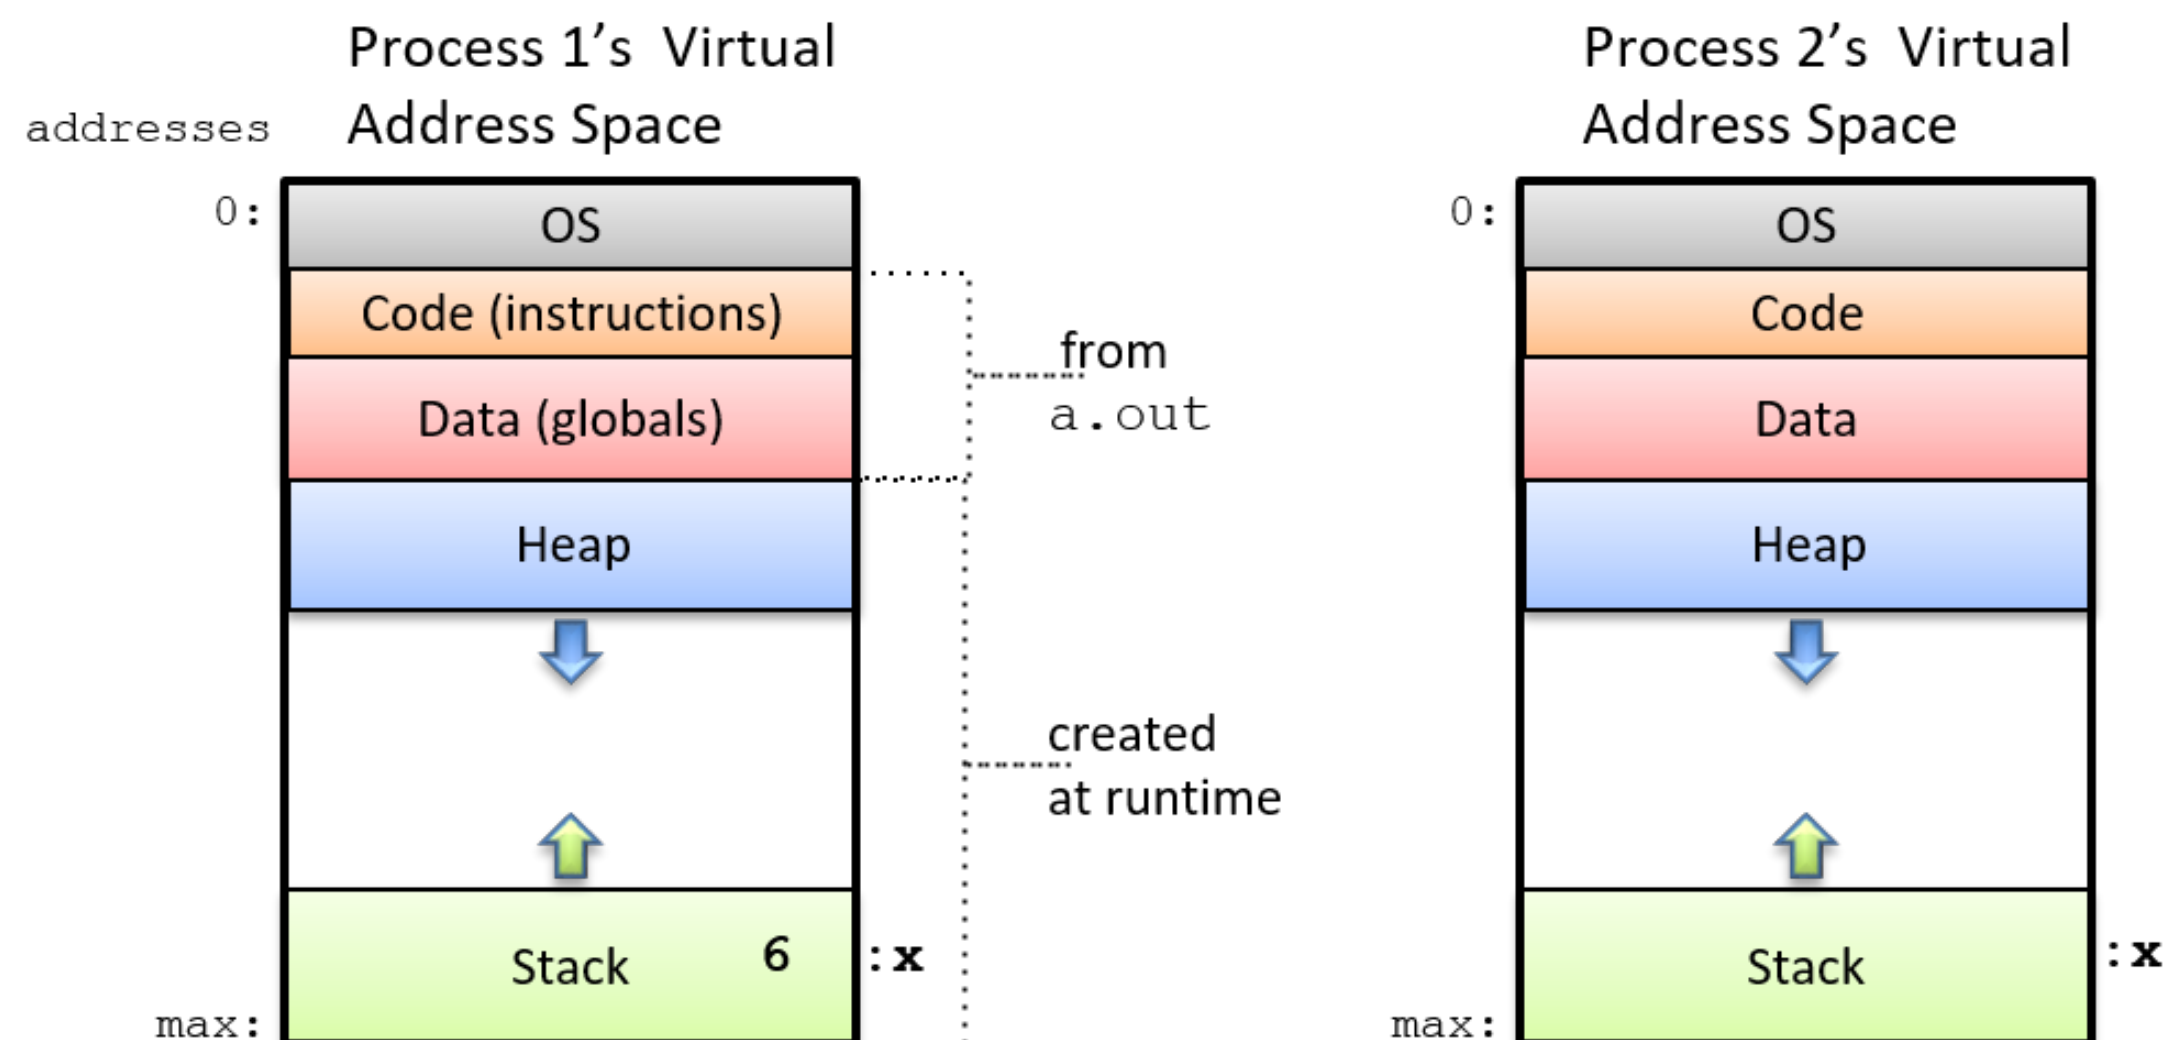 Process 1’s Virtual
Address Space
Process 2’s Virtual
Address Space
addresses
0:
OS
Code (instructions)
Data (globals)
Heap
Stack 6 :x
max:
from
a.out
created
at runtime
0:
OS
Code
Data
Heap
Stack :x
max: